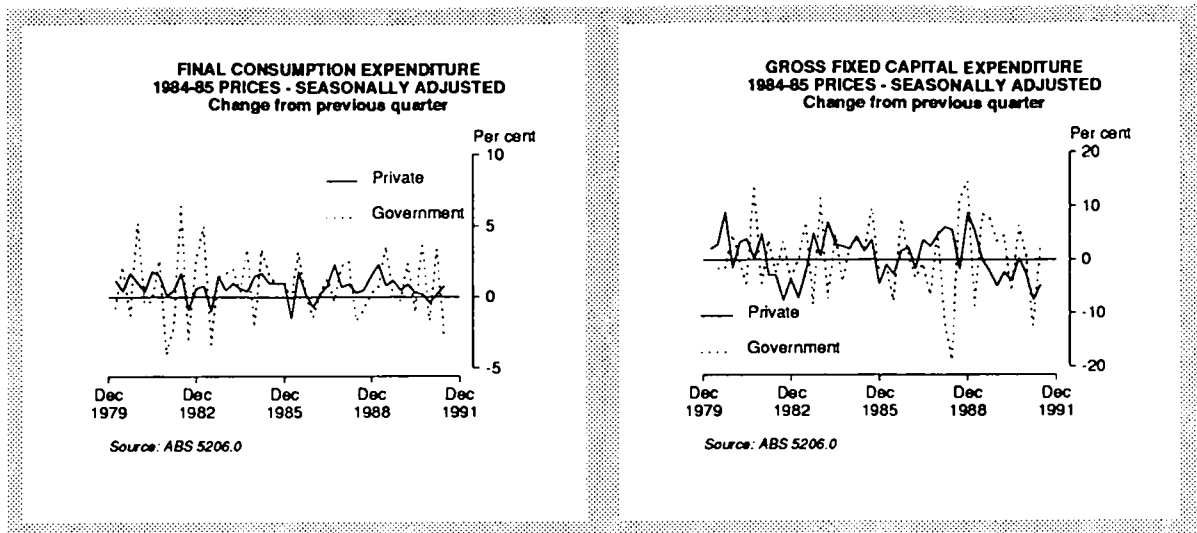 FINAL CONSUMPTION EXPENDITURE
1984-85 PRICES - SEASONALLY ADJUSTED
Change from previous quarter
Per cent
10
Private
Government
5
0
-5
Dec Dec Dec Dec Dec
1979 1982 1985 1988 1991
Source: ABS 5206.0
GROSS FIXED CAPITAL EXPENDITURE
1984-85 PRICES - SEASONALLY ADJUSTED
Change from previous quarter
Per cent
20
10
0
Private
-10
Government
-20
Dec Dec Dec Dec Dec
1979 1982 1985 1988 1991
Source: ABS 5206.0